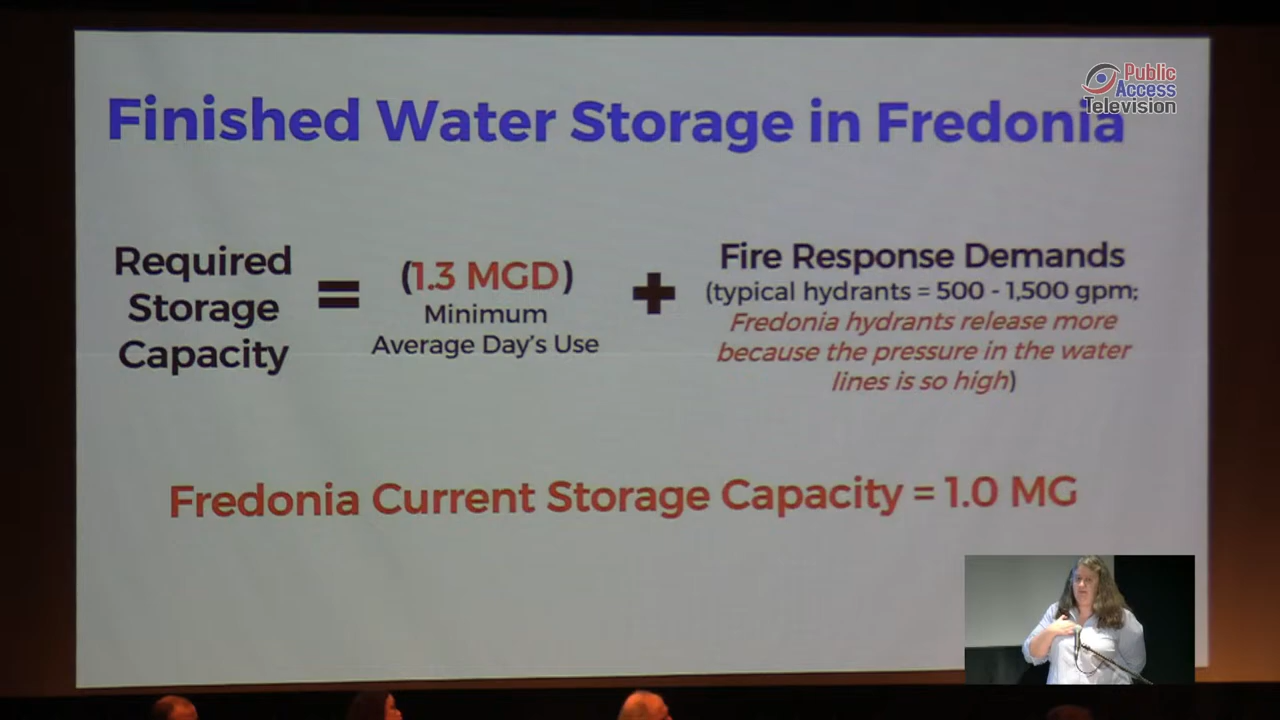 Public
Access
Television
Finished Water Storage in Fredonia
Required
Storage
Capacity
=
(1.3 MGD)
Minimum
Average Day's Use
+
Fire Response Demands
(typical hydrants = 500 - 1,500 gpm;
Fredonia hydrants release more
because the pressure in the water
lines is so high)
Fredonia Current Storage Capacity = 1.0 MG